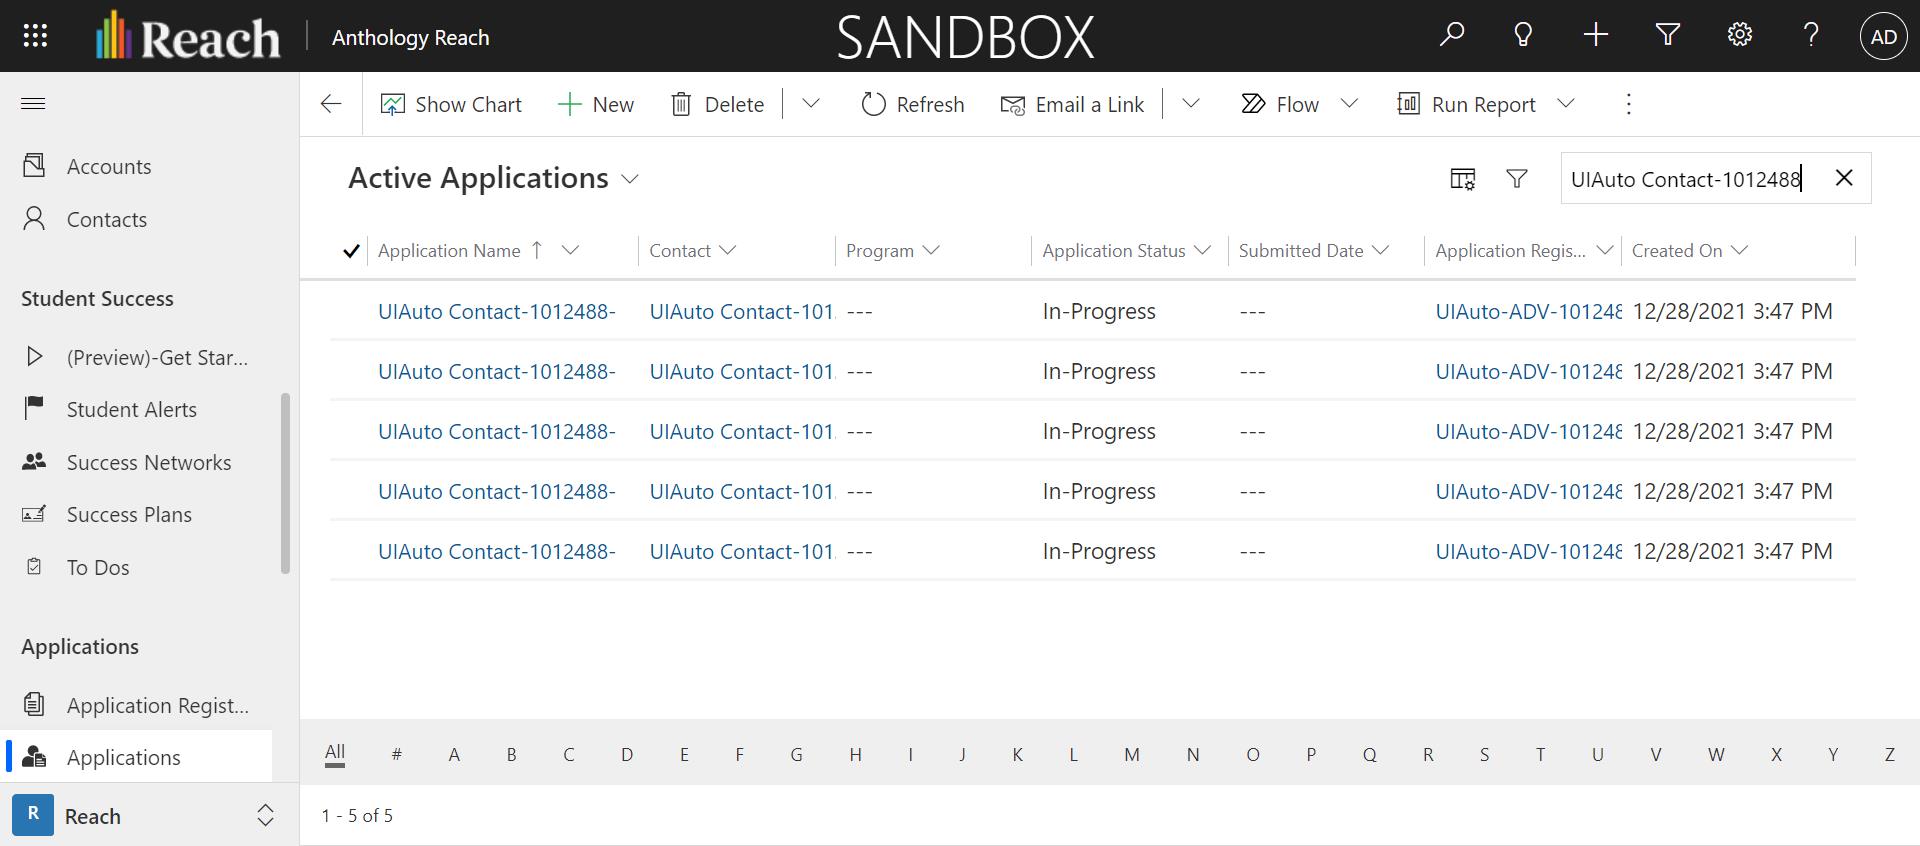 Reach
Anthology Reach
SANDBOX
AD
Show Chart
New
Delete
Refresh
Email a Link
Flow
Run Report
Accounts
Contacts
Student Success
(Preview)-Get Star...
Student Alerts
Success Networks
Success Plans
To Dos
Applications
Application Regist...
Applications
R
Reach
Active Applications
UIAuto Contact-1012488
Application Name ↑ Contact Program Application Status Submitted Date Application Regis... Created On
UIAuto Contact-1012488- UIAuto Contact-101. --- In-Progress --- UIAuto-ADV-101248 12/28/2021 3:47 PM
UIAuto Contact-1012488- UIAuto Contact-101. --- In-Progress --- UIAuto-ADV-101248 12/28/2021 3:47 PM
UIAuto Contact-1012488- UIAuto Contact-101. --- In-Progress --- UIAuto-ADV-101248 12/28/2021 3:47 PM
UIAuto Contact-1012488- UIAuto Contact-101. --- In-Progress --- UIAuto-ADV-101248 12/28/2021 3:47 PM
UIAuto Contact-1012488- UIAuto Contact-101. --- In-Progress --- UIAuto-ADV-101248 12/28/2021 3:47 PM
All # A B C D E F G H I J K L M N O P Q R S T U V W X Y Z
1 - 5 of 5